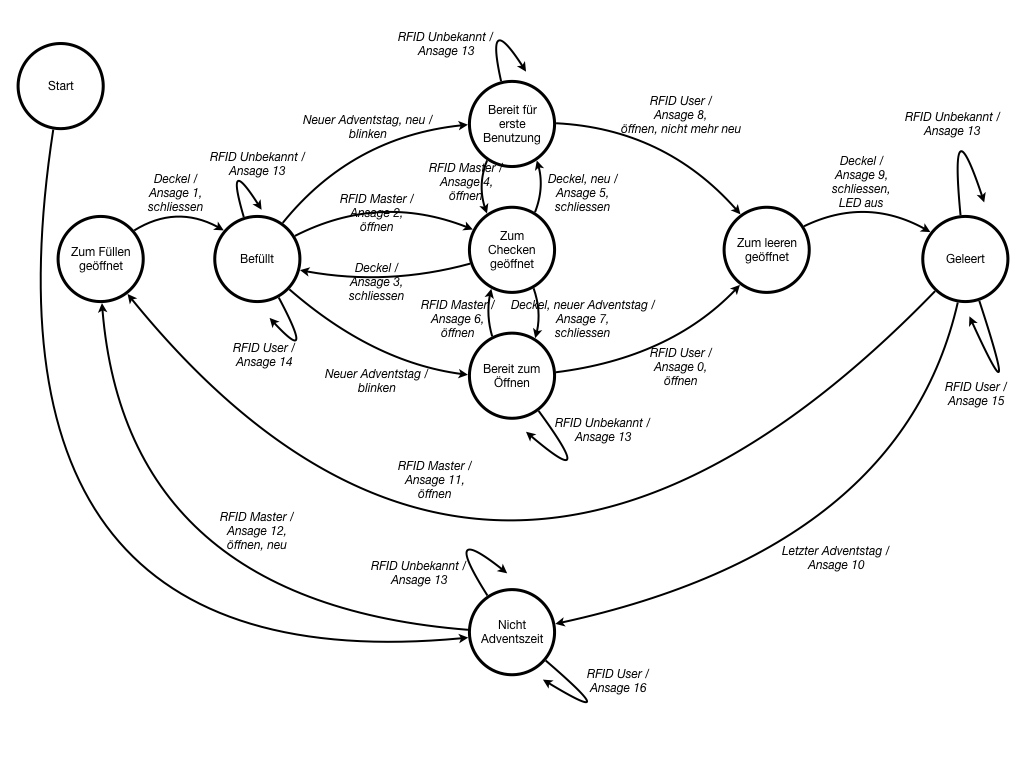 RFID Unbekannt /
Ansage 13
Start
Bereit für
erste
Benutzung
RFID User /
Ansage 8,
öffnen, nicht mehr neu
RFID Unbekannt /
Ansage 13
Neuer Adventstag, neu /
blinken
RFID Unbekannt /
Ansage 13
Deckel /
Ansage 1,
schliessen
RFID Master /
Ansage 4,
öffnen
Deckel, neu /
Ansage 5,
schliessen
Deckel /
Ansage 9,
schliessen,
LED aus
RFID Master /
Ansage 2,
öffnen
Zum Füllen
geöffnet
Befüllt
Zum
Checken
geöffnet
Zum leeren
geöffnet
Geleert
Deckel /
Ansage 3,
schliessen
RFID Master /
Ansage 6,
öffnen
Deckel, neuer Adventstag /
Ansage 7,
schliessen
RFID User /
Ansage 14
Neuer Adventstag /
blinken
Bereit zum
Öffnen
RFID User /
Ansage 0,
öffnen
RFID User /
Ansage 15
RFID Unbekannt /
Ansage 13
RFID Master /
Ansage 11,
öffnen
RFID Master /
Ansage 12,
öffnen, neu
Letzter Adventstag /
Ansage 10
RFID Unbekannt /
Ansage 13
Nicht
Adventszeit
RFID User /
Ansage 16